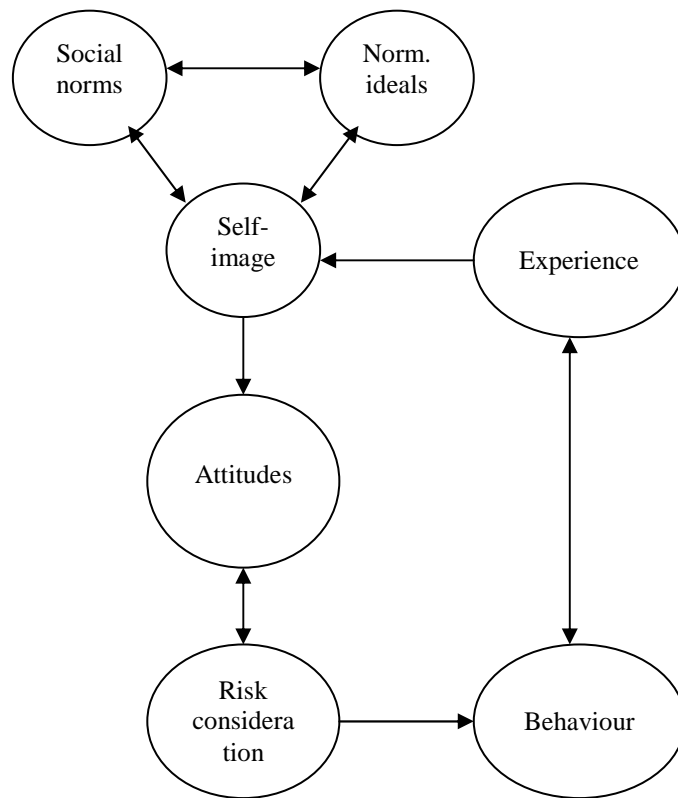 Social
norms
Norm.
ideals
Self-
image
Experience
Attitudes
Risk
considera
tion
Behaviour